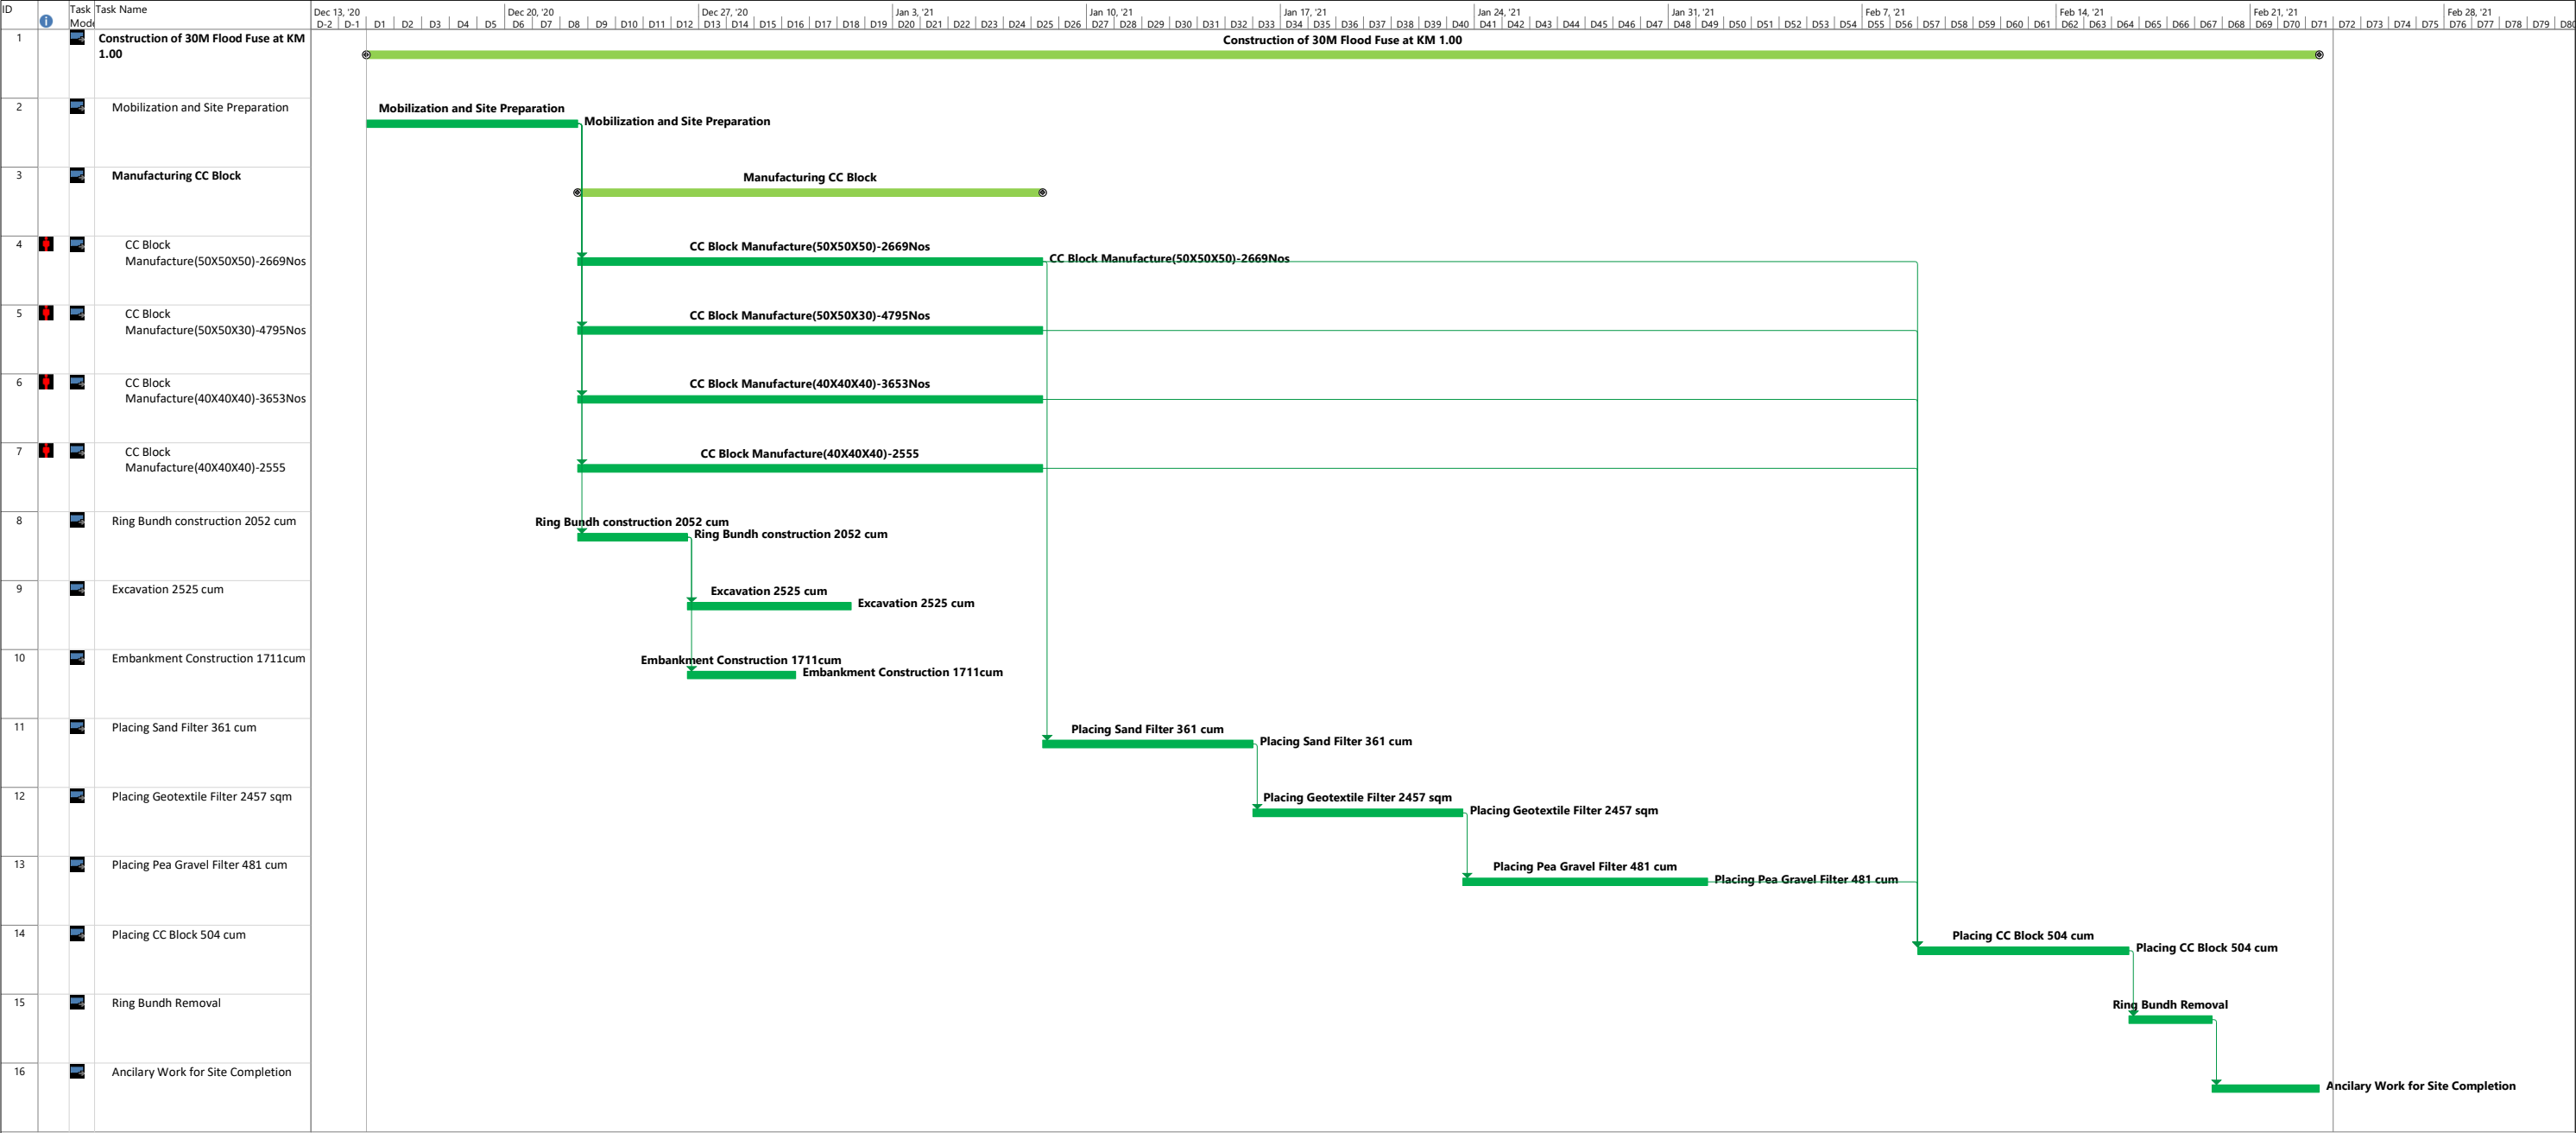 ID Task Mode Task Name Dec 13, '20 Dec 20, '20 Dec 27, '20 Jan 3, '21 Jan 10, '21 Jan 17, '21 Jan 24, '21 Jan 31, '21 Feb 7, '21 Feb 14, '21 Feb 21, '21 Feb 28, '21
D-2 D-1 D1 D2 D3 D4 D5 D6 D7 D8 D9 D10 D11 D12 D13 D14 D15 D16 D17 D18 D19 D20 D21 D22 D23 D24 D25 D26 D27 D28 D29 D30 D31 D32 D33 D34 D35 D36 D37 D38 D39 D40 D41 D42 D43 D44 D45 D46 D47 D48 D49 D50 D51 D52 D53 D54 D55 D56 D57 D58 D59 D60 D61 D62 D63 D64 D65 D66 D67 D68 D69 D70 D71 D72 D73 D74 D75 D76 D77 D78 D79 D80
1 Construction of 30M Flood Fuse at KM
1.00
Construction of 30M Flood Fuse at KM 1.00
2 Mobilization and Site Preparation
Mobilization and Site Preparation
Mobilization and Site Preparation
3 Manufacturing CC Block
Manufacturing CC Block
4 CC Block
Manufacture(50X50X50)-2669Nos
CC Block Manufacture(50X50X50)-2669Nos
CC Block Manufacture(50X50X50)-2669Nos
5 CC Block
Manufacture(50X50X30)-4795Nos
CC Block Manufacture(50X50X30)-4795Nos
6 CC Block
Manufacture(40X40X40)-3653Nos
CC Block Manufacture(40X40X40)-3653Nos
7 CC Block
Manufacture(40X40X40)-2555
CC Block Manufacture(40X40X40)-2555
8 Ring Bundh construction 2052 cum
Ring Bundh construction 2052 cum
Ring Bundh construction 2052 cum
9 Excavation 2525 cum
Excavation 2525 cum
Excavation 2525 cum
10 Embankment Construction 1711cum
Embankment Construction 1711cum
Embankment Construction 1711cum
11 Placing Sand Filter 361 cum
Placing Sand Filter 361 cum
Placing Sand Filter 361 cum
12 Placing Geotextile Filter 2457 sqm
Placing Geotextile Filter 2457 sqm
Placing Geotextile Filter 2457 sqm
13 Placing Pea Gravel Filter 481 cum
Placing Pea Gravel Filter 481 cum
Placing Pea Gravel Filter 481 cum
14 Placing CC Block 504 cum
Placing CC Block 504 cum
Placing CC Block 504 cum
15 Ring Bundh Removal
Ring Bundh Removal
16 Ancilary Work for Site Completion
Ancilary Work for Site Completion